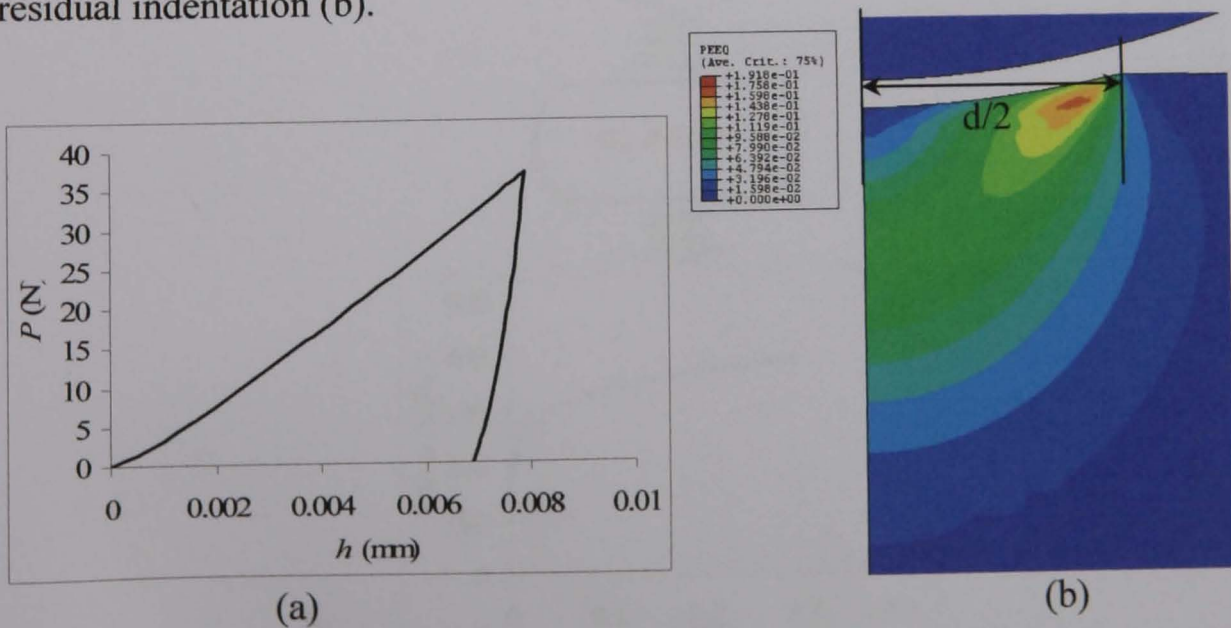 residual indentation (b).
PEEQ
(Ave. Crit.: 75%)
+1.918e-01
+1.758e-01
+1.598e-01
+1.438e-01
+1.278e-01
+1.119e-01
+9.588e-02
+7.990e-02
+6.392e-02
+4.794e-02
+3.196e-02
+1.598e-02
+0.000e+00
d/2
40
35
30
25
20
15
10
5
0
P (N)
0 0.002 0.004 0.006 0.008 0.01
h (mm)
(a)
(b)